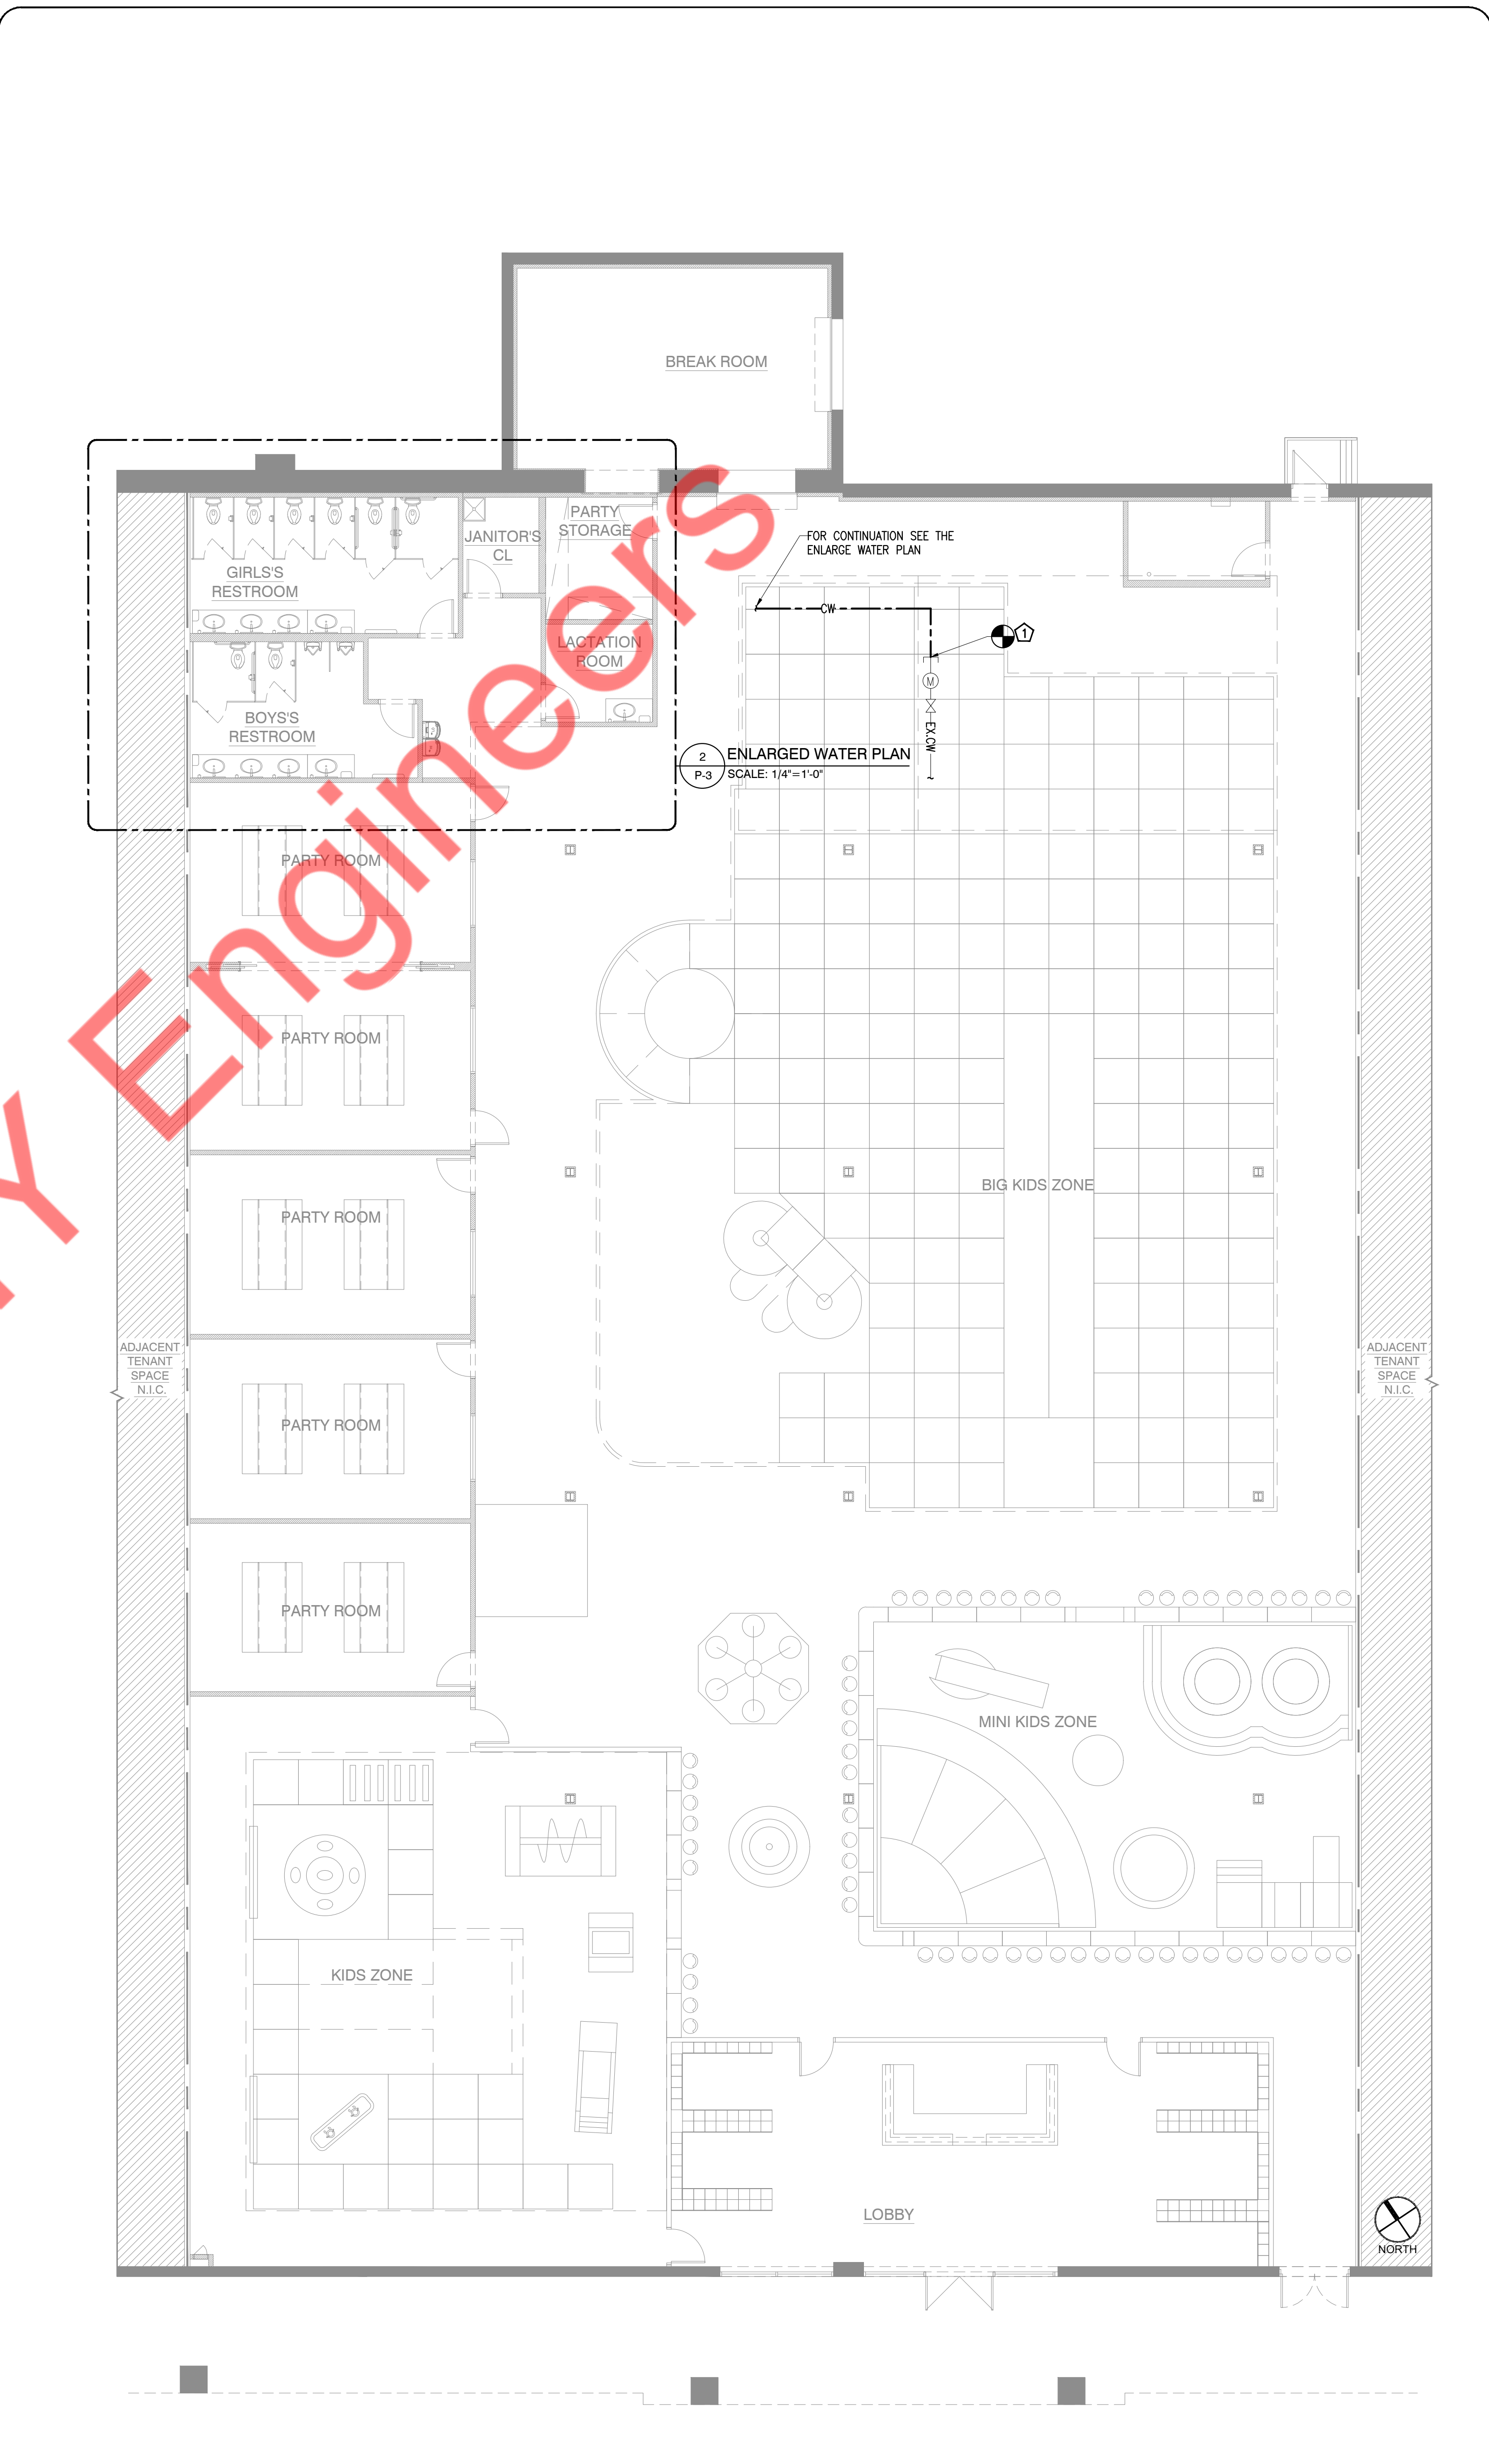 BREAK ROOM
PARTY
STORAGE
JANITOR'S
CL
GIRLS'S
RESTROOM
FOR CONTINUATION SEE THE
ENLARGE WATER PLAN
CW
1
LACTATION
ROOM
M
BOYS'S
RESTROOM
EX.CW
2
P-3
ENLARGED WATER PLAN
SCALE: 1/4"=1'-0"
PARTY ROOM
PARTY ROOM
Y Engineers
BIG KIDS ZONE
PARTY ROOM
ADJACENT
TENANT
SPACE
N.I.C.
ADJACENT
TENANT
SPACE
N.I.C.
PARTY ROOM
PARTY ROOM
MINI KIDS ZONE
KIDS ZONE
LOBBY
NORTH